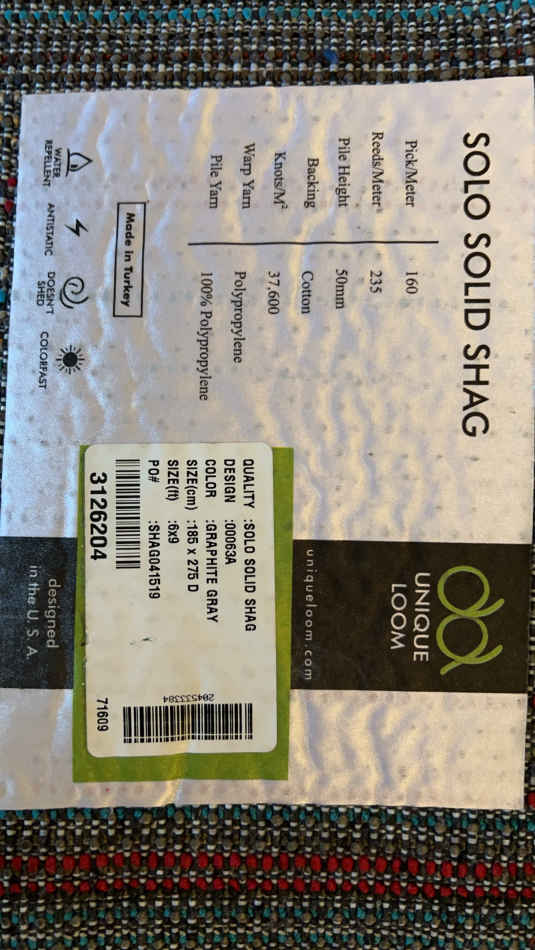 SOLO SOLID SHAG
Pick/Meter 160
Reeds/Meter² 235
Pile Height 50mm
Backing Cotton
Knots/M² 37,600
Warp Yarn Polypropylene
Pile Yarn 100% Polypropylene
Made in Turkey
WATER
REPELLENT
ANTISTATIC
DOESN'T
SHED
COLORFAST
UNIQUE
LOOM
uniqueloom.com
QUALITY :SOLO SOLID SHAG
DESIGN :00063A
COLOR :GRAPHITE GRAY
SIZE(cm) :185 x 275 D
SIZE(ft) :6x9
PO# :SHAG041519
3126204
204533384
71609
designed
in the U. S. A.